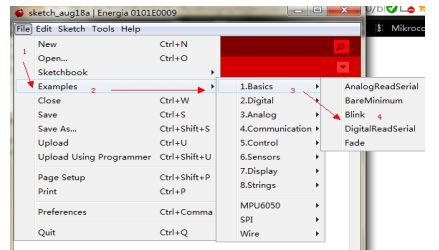 sketch_aug18a | Energia 0101E0009
File Edit Sketch Tools Help
1
New Ctrl+N
Open... Ctrl+O
Sketchbook
Examples 2
Close Ctrl+W
Save Ctrl+S
Save As... Ctrl+Shift+S
Upload Ctrl+U
Upload Using Programmer Ctrl+Shift+U
Page Setup Ctrl+Shift+P
Print Ctrl+P
Preferences Ctrl+Comma
Quit Ctrl+Q
1.Basics 3
2.Digital
3.Analog
4.Communication
5.Control
6.Sensors
7.Display
8.Strings
MPU6050
SPI
Wire
AnalogReadSerial
BareMinimum
Blink 4
DigitalReadSerial
Fade
Mikroco